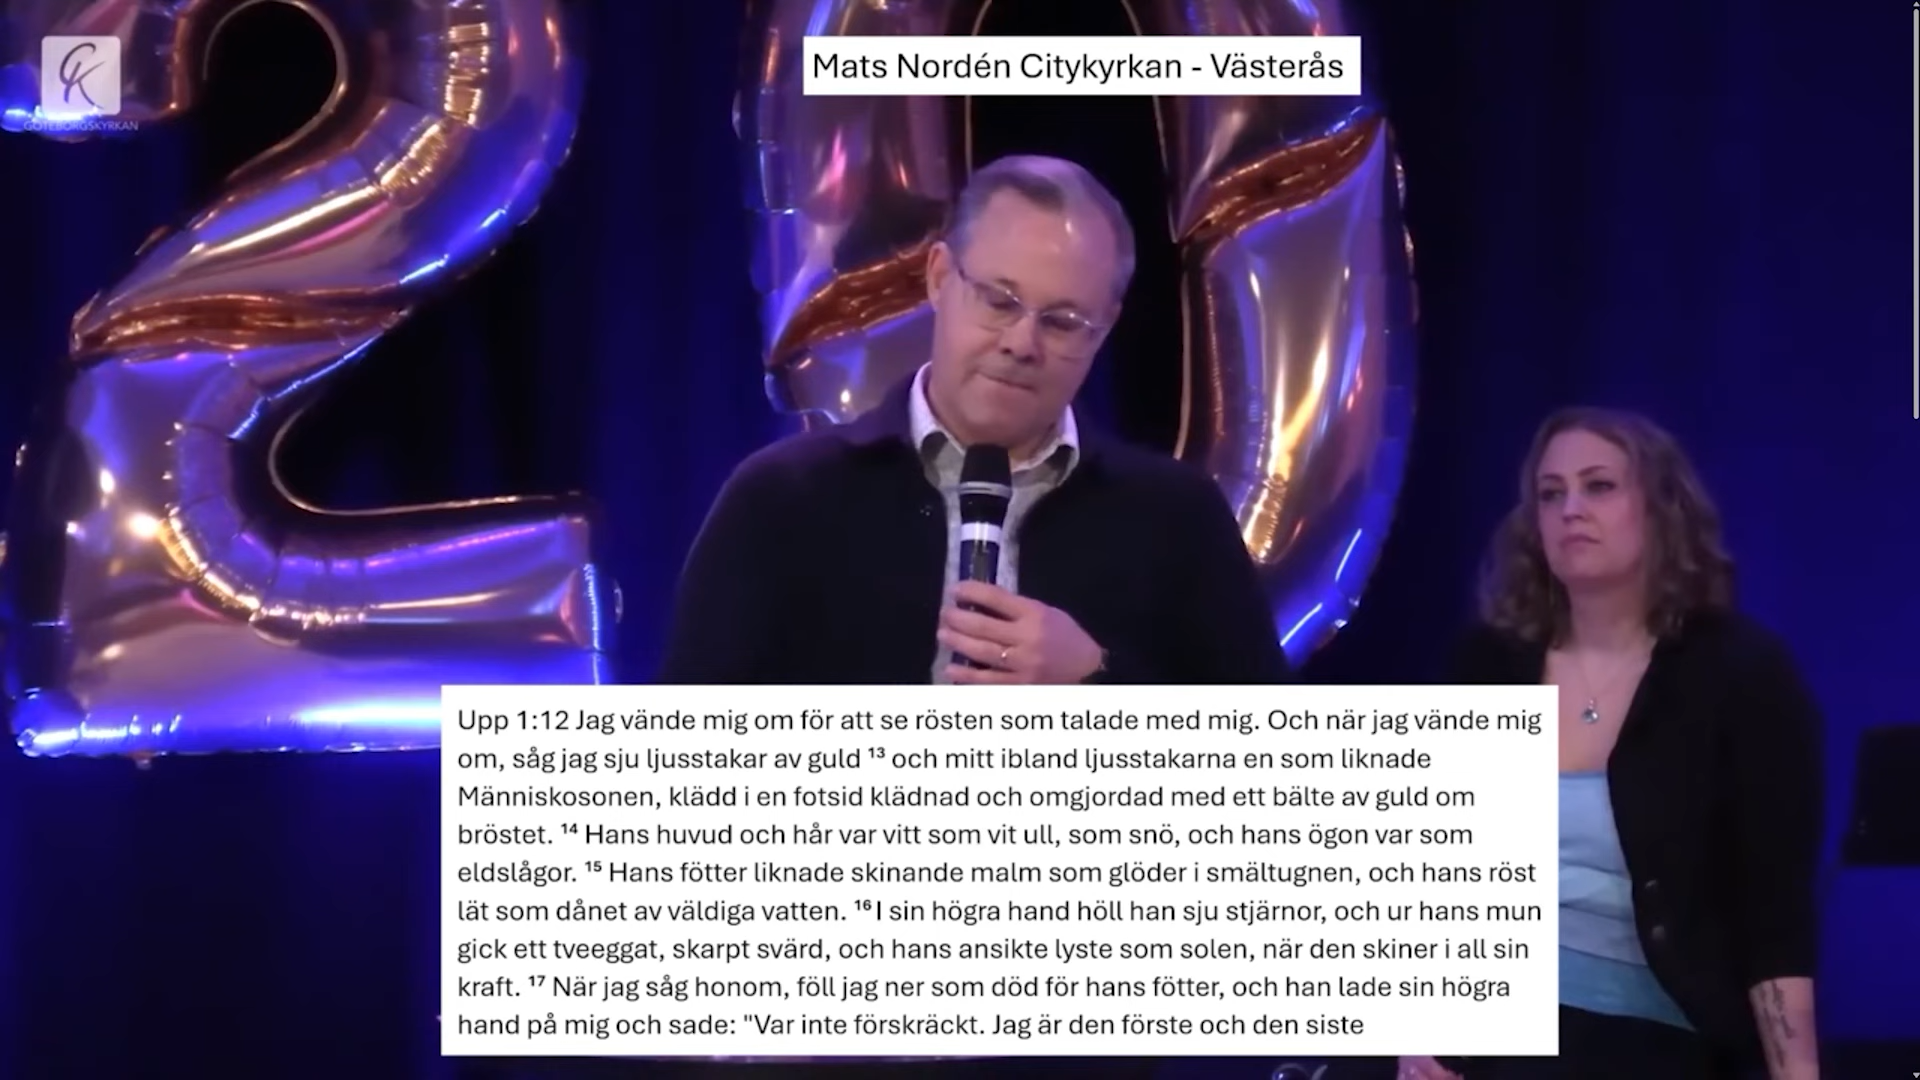 CK
GÖTEBORGSKYRKAN
Mats Nordén Citykyrkan - Västerås
20
Upp 1:12 Jag vände mig om för att se rösten som talade med mig. Och när jag vände mig
om, såg jag sju ljusstakar av guld ¹³ och mitt ibland ljusstakarna en som liknade
Människosonen, klädd i en fotsid klädnad och omgjordad med ett bälte av guld om
bröstet. ¹⁴ Hans huvud och hår var vitt som vit ull, som snö, och hans ögon var som
eldslågor. ¹⁵ Hans fötter liknade skinande malm som glöder i smältugnen, och hans röst
lät som dånet av väldiga vatten. ¹⁶ I sin högra hand höll han sju stjärnor, och ur hans mun
gick ett tveeggat, skarpt svärd, och hans ansikte lyste som solen, när den skiner i all sin
kraft. ¹⁷ När jag såg honom, föll jag ner som död för hans fötter, och han lade sin högra
hand på mig och sade: "Var inte förskräckt. Jag är den förste och den siste